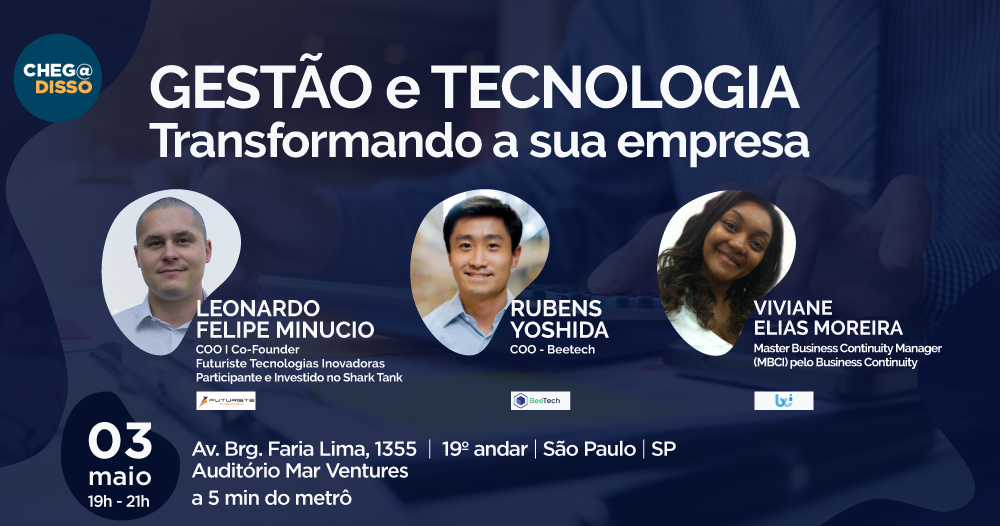 CHEG@
DISSO
GESTÃO e TECNOLOGIA
Transformando a sua empresa
LEONARDO
FELIPE MINUCIO
COO I Co-Founder
Futuriste Tecnologias Inovadoras
Participante e Investido no Shark Tank
FUTURISTE
RUBENS
YOSHIDA
COO - Beetech
BeeTech
VIVIANE
ELIAS MOREIRA
Master Business Continuity Manager
(MBCI) pelo Business Continuity
bci
03
maio
19h - 21h
Av. Brg. Faria Lima, 1355 | 19º andar | São Paulo | SP
Auditório Mar Ventures
a 5 min do metrô